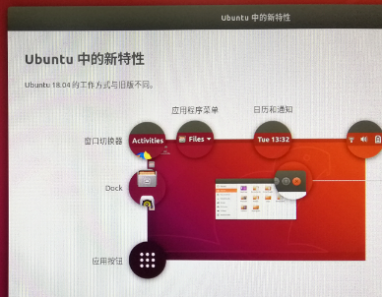 Ubuntu 中的新特性
Ubuntu 中的新特性
Ubuntu 18.04 的工作方式与旧版不同。
应用程序菜单
日历和通知
窗口切换器
Activities
Files
Tue 13:32
Dock
应用按钮